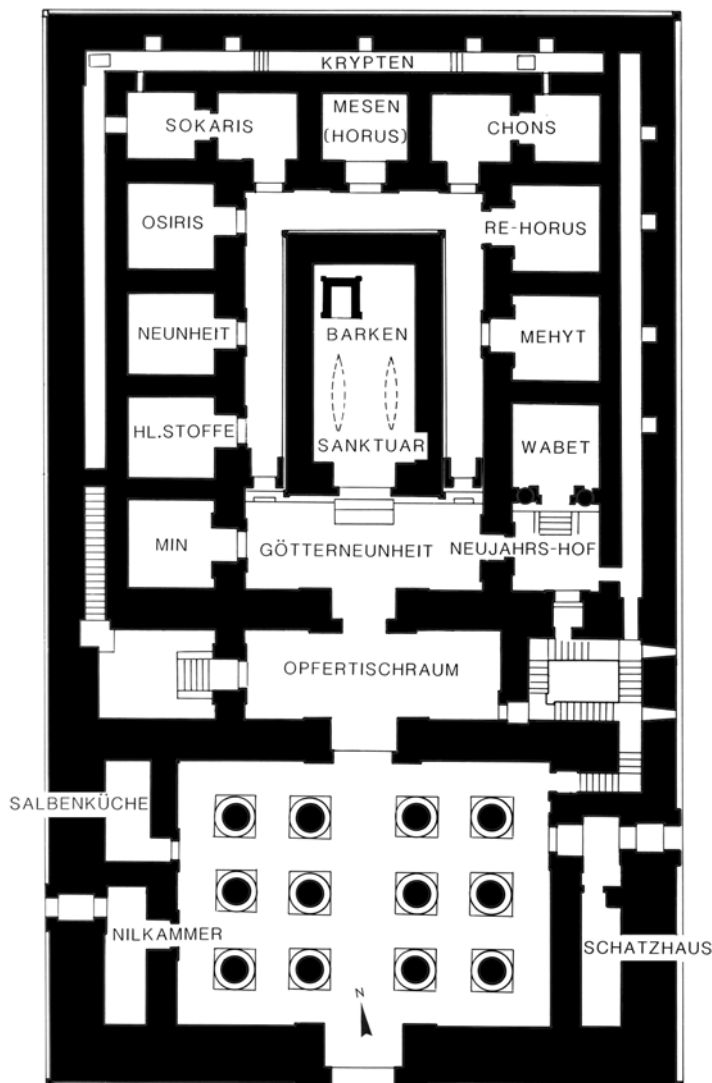 KRYPTEN
SOKARIS
MESEN
(HORUS)
CHONS
OSIRIS
RE-HORUS
NEUNHEIT
BARKEN
MEHYT
HL.STOFFE
SANKTUAR
WABET
MIN
GÖTTERNEUNHEIT
NEUJAHRS-HOF
OPFERTISCHRAUM
SALBENKÜCHE
NILKAMMER
SCHATZHAUS
N